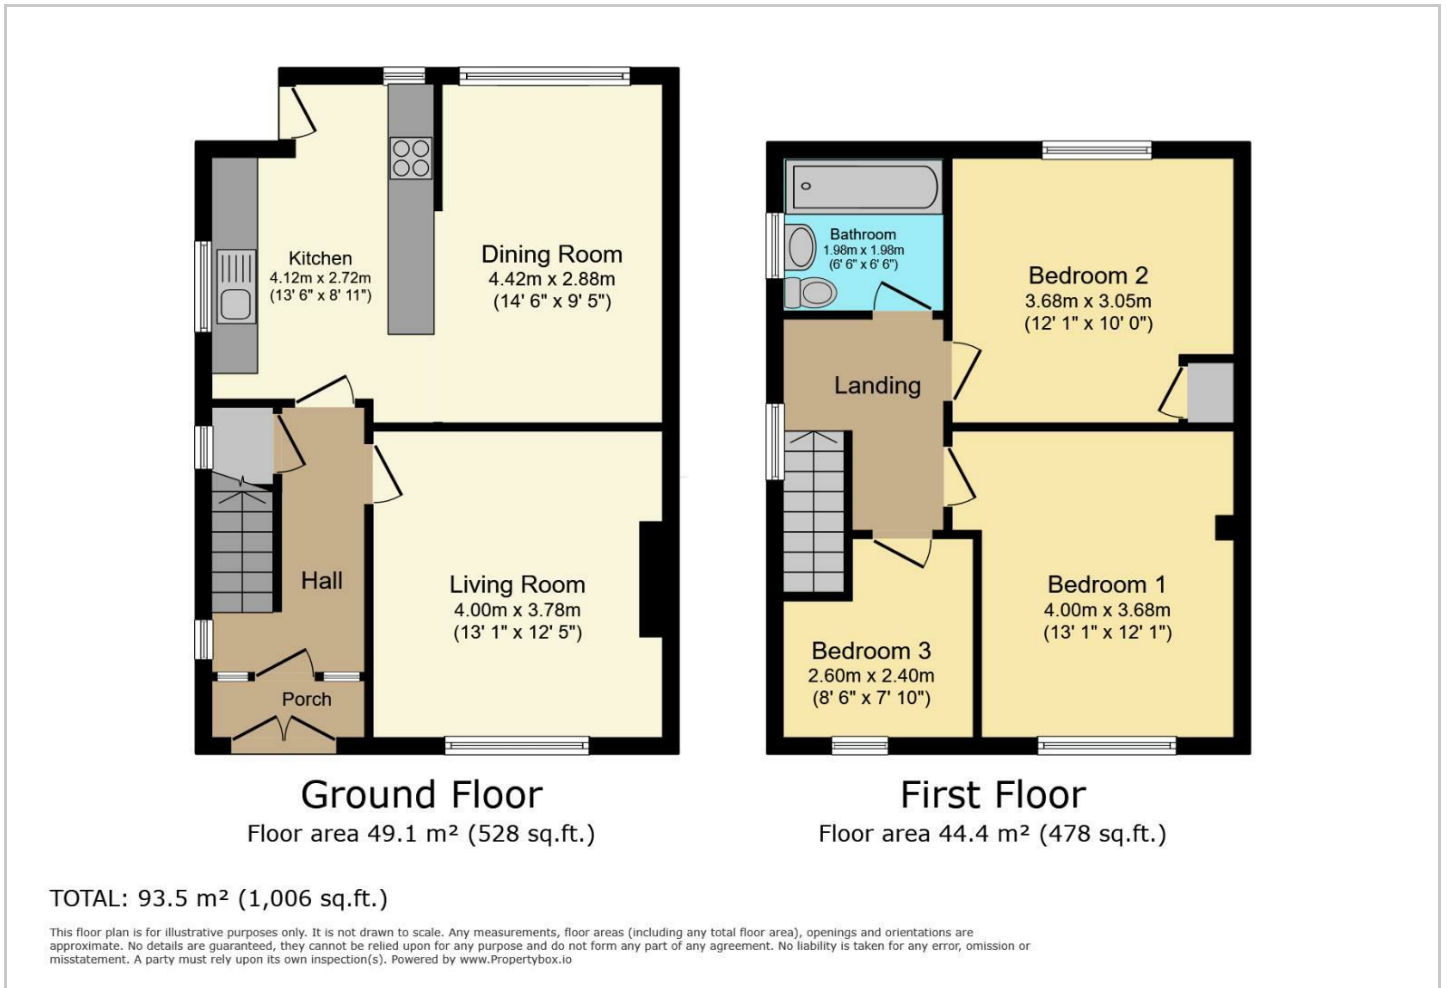 Kitchen
4.12m x 2.72m
(13' 6" x 8' 11")
Dining Room
4.42m x 2.88m
(14' 6" x 9' 5")
Hall
Living Room
4.00m x 3.78m
(13' 1" x 12' 5")
Porch
Ground Floor
Floor area 49.1 m² (528 sq.ft.)
Bathroom
1.98m x 1.98m
(6' 6" x 6' 6")
Bedroom 2
3.68m x 3.05m
(12' 1" x 10' 0")
Landing
Bedroom 1
4.00m x 3.68m
(13' 1" x 12' 1")
Bedroom 3
2.60m x 2.40m
(8' 6" x 7' 10")
First Floor
Floor area 44.4 m² (478 sq.ft.)
TOTAL: 93.5 m² (1,006 sq.ft.)
This floor plan is for illustrative purposes only. It is not drawn to scale. Any measurements, floor areas (including any total floor area), openings and orientations are
approximate. No details are guaranteed, they cannot be relied upon for any purpose and do not form any part of any agreement. No liability is taken for any error, omission or
misstatement. A party must rely upon its own inspection(s). Powered by www.Propertybox.io